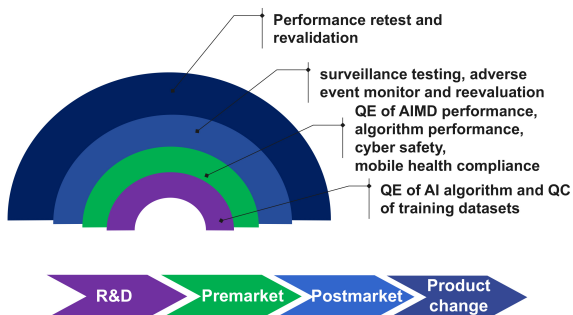 Performance retest and
revalidation
surveillance testing, adverse
event monitor and reevaluation
QE of AIMD performance,
algorithm performance,
cyber safety,
mobile health compliance
QE of AI algorithm and QC
of training datasets
R&D
Premarket
Postmarket
Product
change